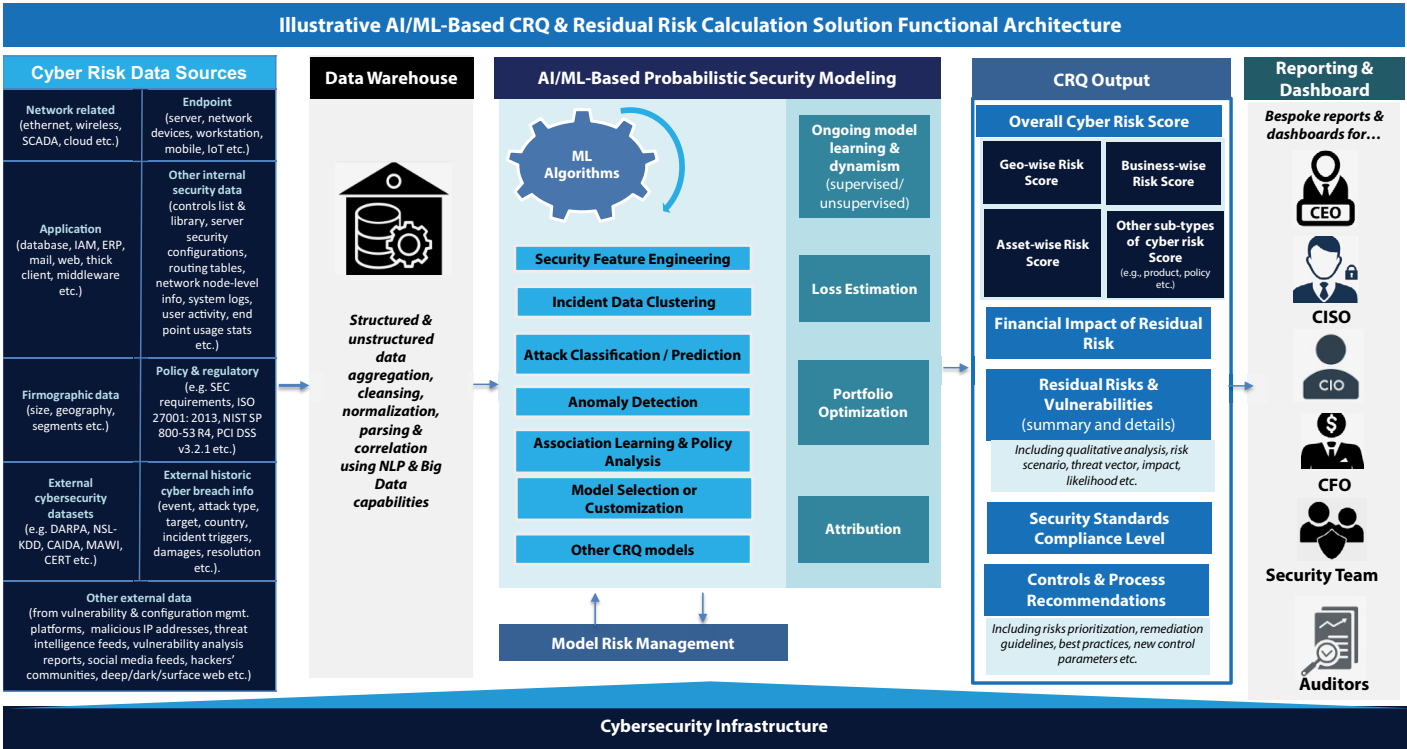 Illustrative AI/ML-Based CRQ & Residual Risk Calculation Solution Functional Architecture
Cyber Risk Data Sources
Network related
(ethernet, wireless,
SCADA, cloud etc.)
Endpoint
(server, network
devices, workstation,
mobile, IoT etc.)
Application
(database, IAM, ERP,
mail, web, thick
client, middleware
etc.)
Other internal
security data
(controls list &
library, server
security
configurations,
routing tables,
network node-level
info, system logs,
user activity, end
point usage stats
etc.)
Firmographic data
(size, geography,
segments etc.)
Policy & regulatory
(e.g. SEC
requirements, ISO
27001: 2013, NIST SP
800-53 R4, PCI DSS
v3.2.1 etc.)
External
cybersecurity
datasets
(e.g. DARPA, NSL-
KDD, CAIDA, MAWI,
CERT etc.)
External historic
cyber breach info
(event, attack type,
target, country,
incident triggers,
damages, resolution
etc.).
Other external data
(from vulnerability & configuration mgmt.
platforms, malicious IP addresses, threat
intelligence feeds, vulnerability analysis
reports, social media feeds, hackers'
communities, deep/dark/surface web etc.)
Data Warehouse
Structured &
unstructured
data
aggregation,
cleansing,
normalization,
parsing &
correlation
using NLP & Big
Data
capabilities
AI/ML-Based Probabilistic Security Modeling
ML
Algorithms
Security Feature Engineering
Incident Data Clustering
Attack Classification / Prediction
Anomaly Detection
Association Learning & Policy
Analysis
Model Selection or
Customization
Other CRQ models
Ongoing model
learning &
dynamism
(supervised/
unsupervised)
Loss Estimation
Portfolio
Optimization
Attribution
Model Risk Management
CRQ Output
Overall Cyber Risk Score
Geo-wise Risk
Score
Business-wise
Risk Score
Asset-wise Risk
Score
Other sub-types
of cyber risk
Score
(e.g., product, policy
etc.)
Financial Impact of Residual
Risk
Residual Risks &
Vulnerabilities
(summary and details)
Including qualitative analysis, risk
scenario, threat vector, impact,
likelihood etc.
Security Standards
Compliance Level
Controls & Process
Recommendations
Including risks prioritization, remediation
guidelines, best practices, new control
parameters etc.
Reporting &
Dashboard
Bespoke reports &
dashboards for…
CEO
CISO
CIO
$
CFO
Security Team
Auditors
Cybersecurity Infrastructure